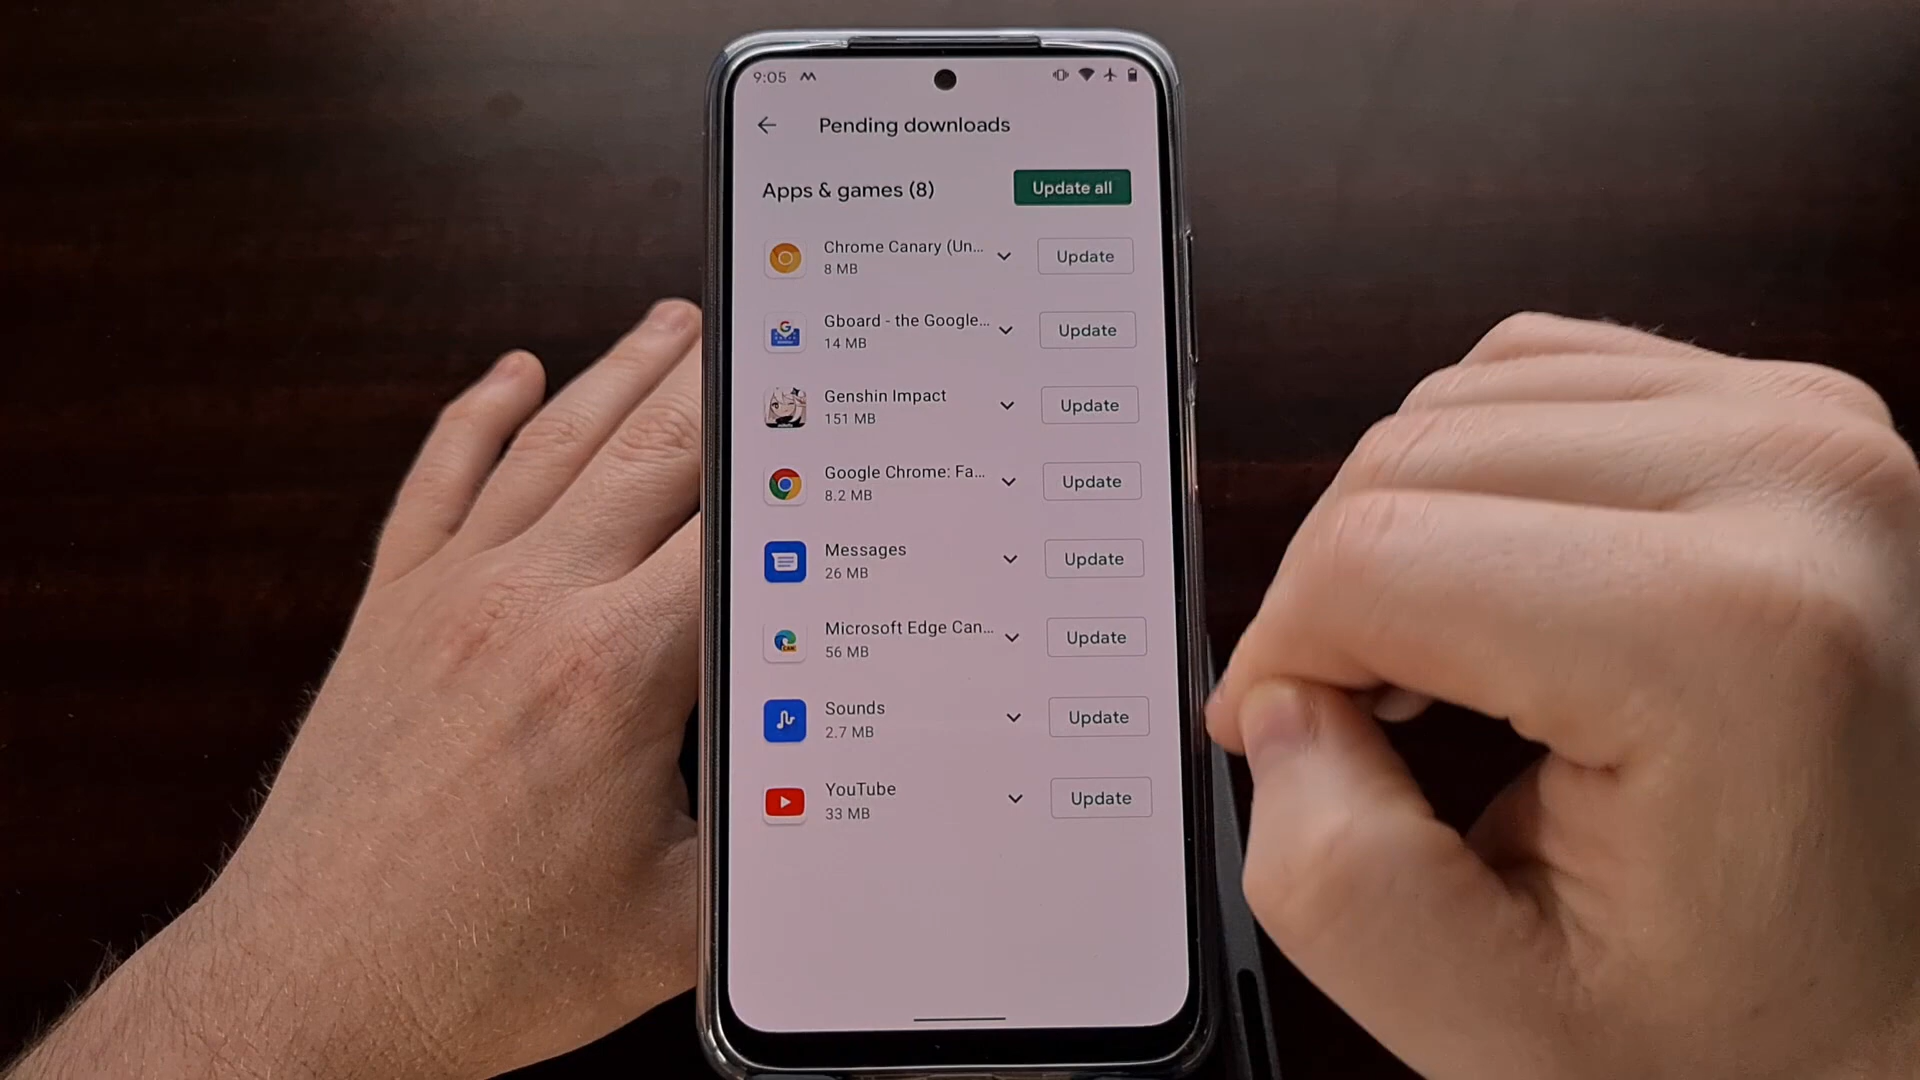 9:05
Pending downloads
Apps & games (8)
Update all
Chrome Canary (Un...
8 MB
Update
Gboard - the Google...
14 MB
Update
Genshin Impact
151 MB
Update
Google Chrome: Fa...
8.2 MB
Update
Messages
26 MB
Update
Microsoft Edge Can...
56 MB
Update
Sounds
2.7 MB
Update
YouTube
33 MB
Update